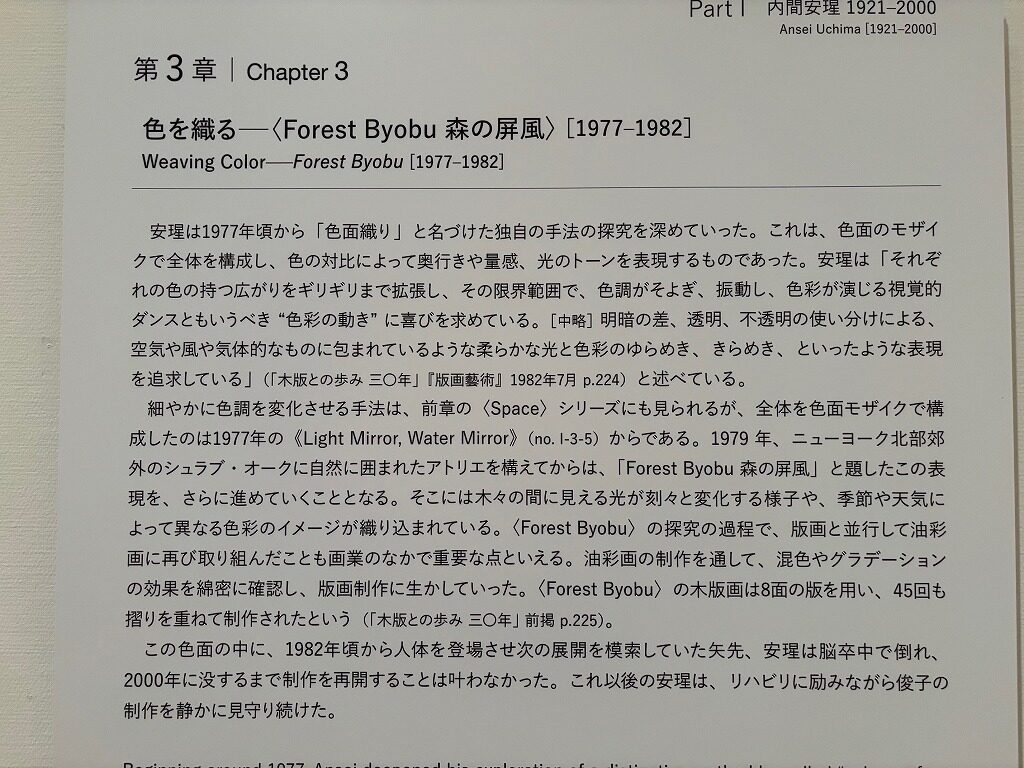 Part I 内間安理 1921–2000
Ansei Uchima [1921–2000]
第3章｜Chapter 3
色を織る―〈Forest Byobu 森の屏風〉[1977–1982]
Weaving Color—Forest Byobu [1977–1982]
安理は1977年頃から「色面織り」と名づけた独自の手法の探究を深めていった。これは、色面のモザイ
クで全体を構成し、色の対比によって奥行きや量感、光のトーンを表現するものであった。安理は「それぞ
れの色の持つ広がりをギリギリまで拡張し、その限界範囲で、色調がそよぎ、振動し、色彩が演じる視覚的
ダンスともいうべき “色彩の動き” に喜びを求めている。[中略] 明暗の差、透明、不透明の使い分けによる、
空気や風や気体的なものに包まれているような柔らかな光と色彩のゆらめき、きらめき、といったような表現
を追求している」（「木版との歩み 三〇年」『版画藝術』1982年7月 p.224）と述べている。
細やかに色調を変化させる手法は、前章の〈Space〉シリーズにも見られるが、全体を色面モザイクで構
成したのは1977年の《Light Mirror, Water Mirror》（no. I-3-5）からである。1979 年、ニューヨーク北部郊
外のシュラブ・オークに自然に囲まれたアトリエを構えてからは、「Forest Byobu 森の屏風」と題したこの表
現を、さらに進めていくこととなる。そこには木々の間に見える光が刻々と変化する様子や、季節や天気に
よって異なる色彩のイメージが織り込まれている。〈Forest Byobu〉の探究の過程で、版画と並行して油彩
画に再び取り組んだことも画業のなかで重要な点といえる。油彩画の制作を通して、混色やグラデーション
の効果を綿密に確認し、版画制作に生かしていった。〈Forest Byobu〉の木版画は8面の版を用い、45回も
摺りを重ねて制作されたという（「木版との歩み 三〇年」前掲 p.225）。
この色面の中に、1982年頃から人体を登場させ次の展開を模索していた矢先、安理は脳卒中で倒れ、
2000年に没するまで制作を再開することは叶わなかった。これ以後の安理は、リハビリに励みながら俊子の
制作を静かに見守り続けた。
Beginning around 1977, Ansei deepened his exploration of a distinctive